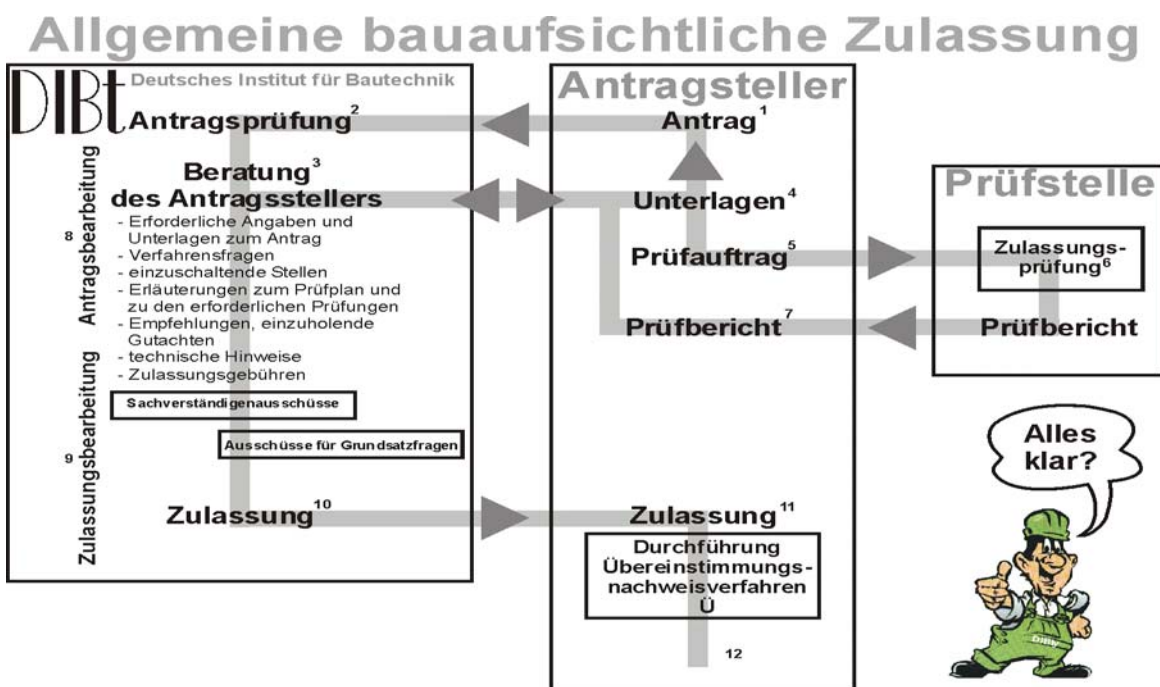 Allgemeine bauaufsichtliche Zulassung
DIBt Deutsches Institut für Bautechnik
Antragsprüfung2
Antragsbearbeitung
8
Beratung3
des Antragsstellers
- Erforderliche Angaben und
Unterlagen zum Antrag
- Verfahrensfragen
- einzuschaltende Stellen
- Erläuterungen zum Prüfplan und
zu den erforderlichen Prüfungen
- Empfehlungen, einzuholende
Gutachten
- technische Hinweise
- Zulassungsgebühren
Zulassungsbearbeitung
9
Sachverständigenausschüsse
Ausschüsse für Grundsatzfragen
Zulassung10
Antragsteller
Antrag1
Unterlagen4
Prüfauftrag5
Prüfbericht7
Zulassung11
Durchführung
Übereinstimmungs-
nachweisverfahren
Ü
12
Prüfstelle
Zulassungs-
prüfung6
Prüfbericht
Alles
klar?
DIBt